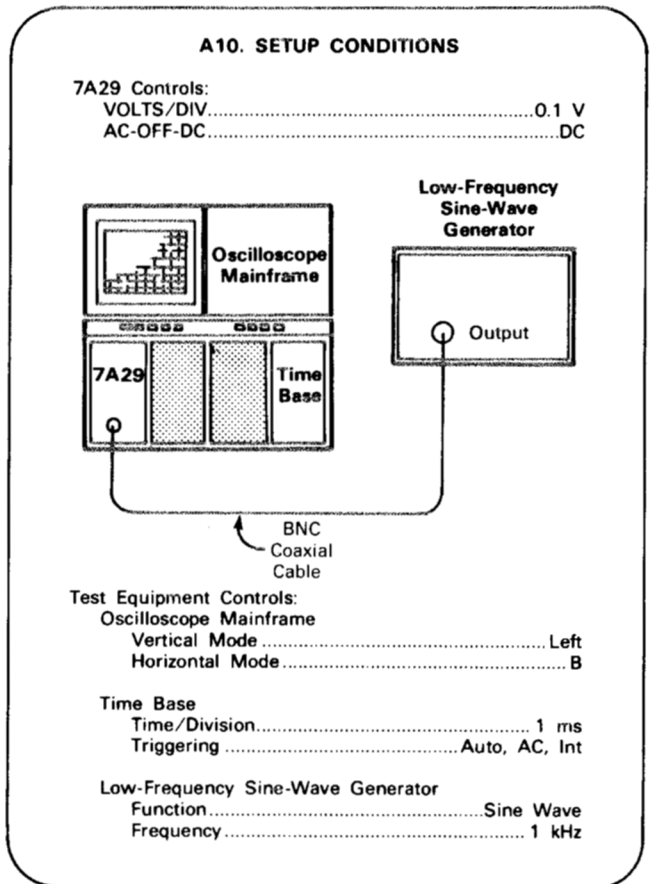 A10. SETUP CONDITIONS
7A29 Controls:
VOLTS/DIV..........0.1 V
AC-OFF-DC..........DC
Low-Frequency
Sine-Wave
Generator
Oscilloscope
Mainframe
Output
7A29
Time
Base
BNC
Coaxial
Cable
Test Equipment Controls:
Oscilloscope Mainframe
Vertical Mode..........Left
Horizontal Mode..........B
Time Base
Time/Division..........1 ms
Triggering..........Auto, AC, Int
Low-Frequency Sine-Wave Generator
Function..........Sine Wave
Frequency..........1 kHz